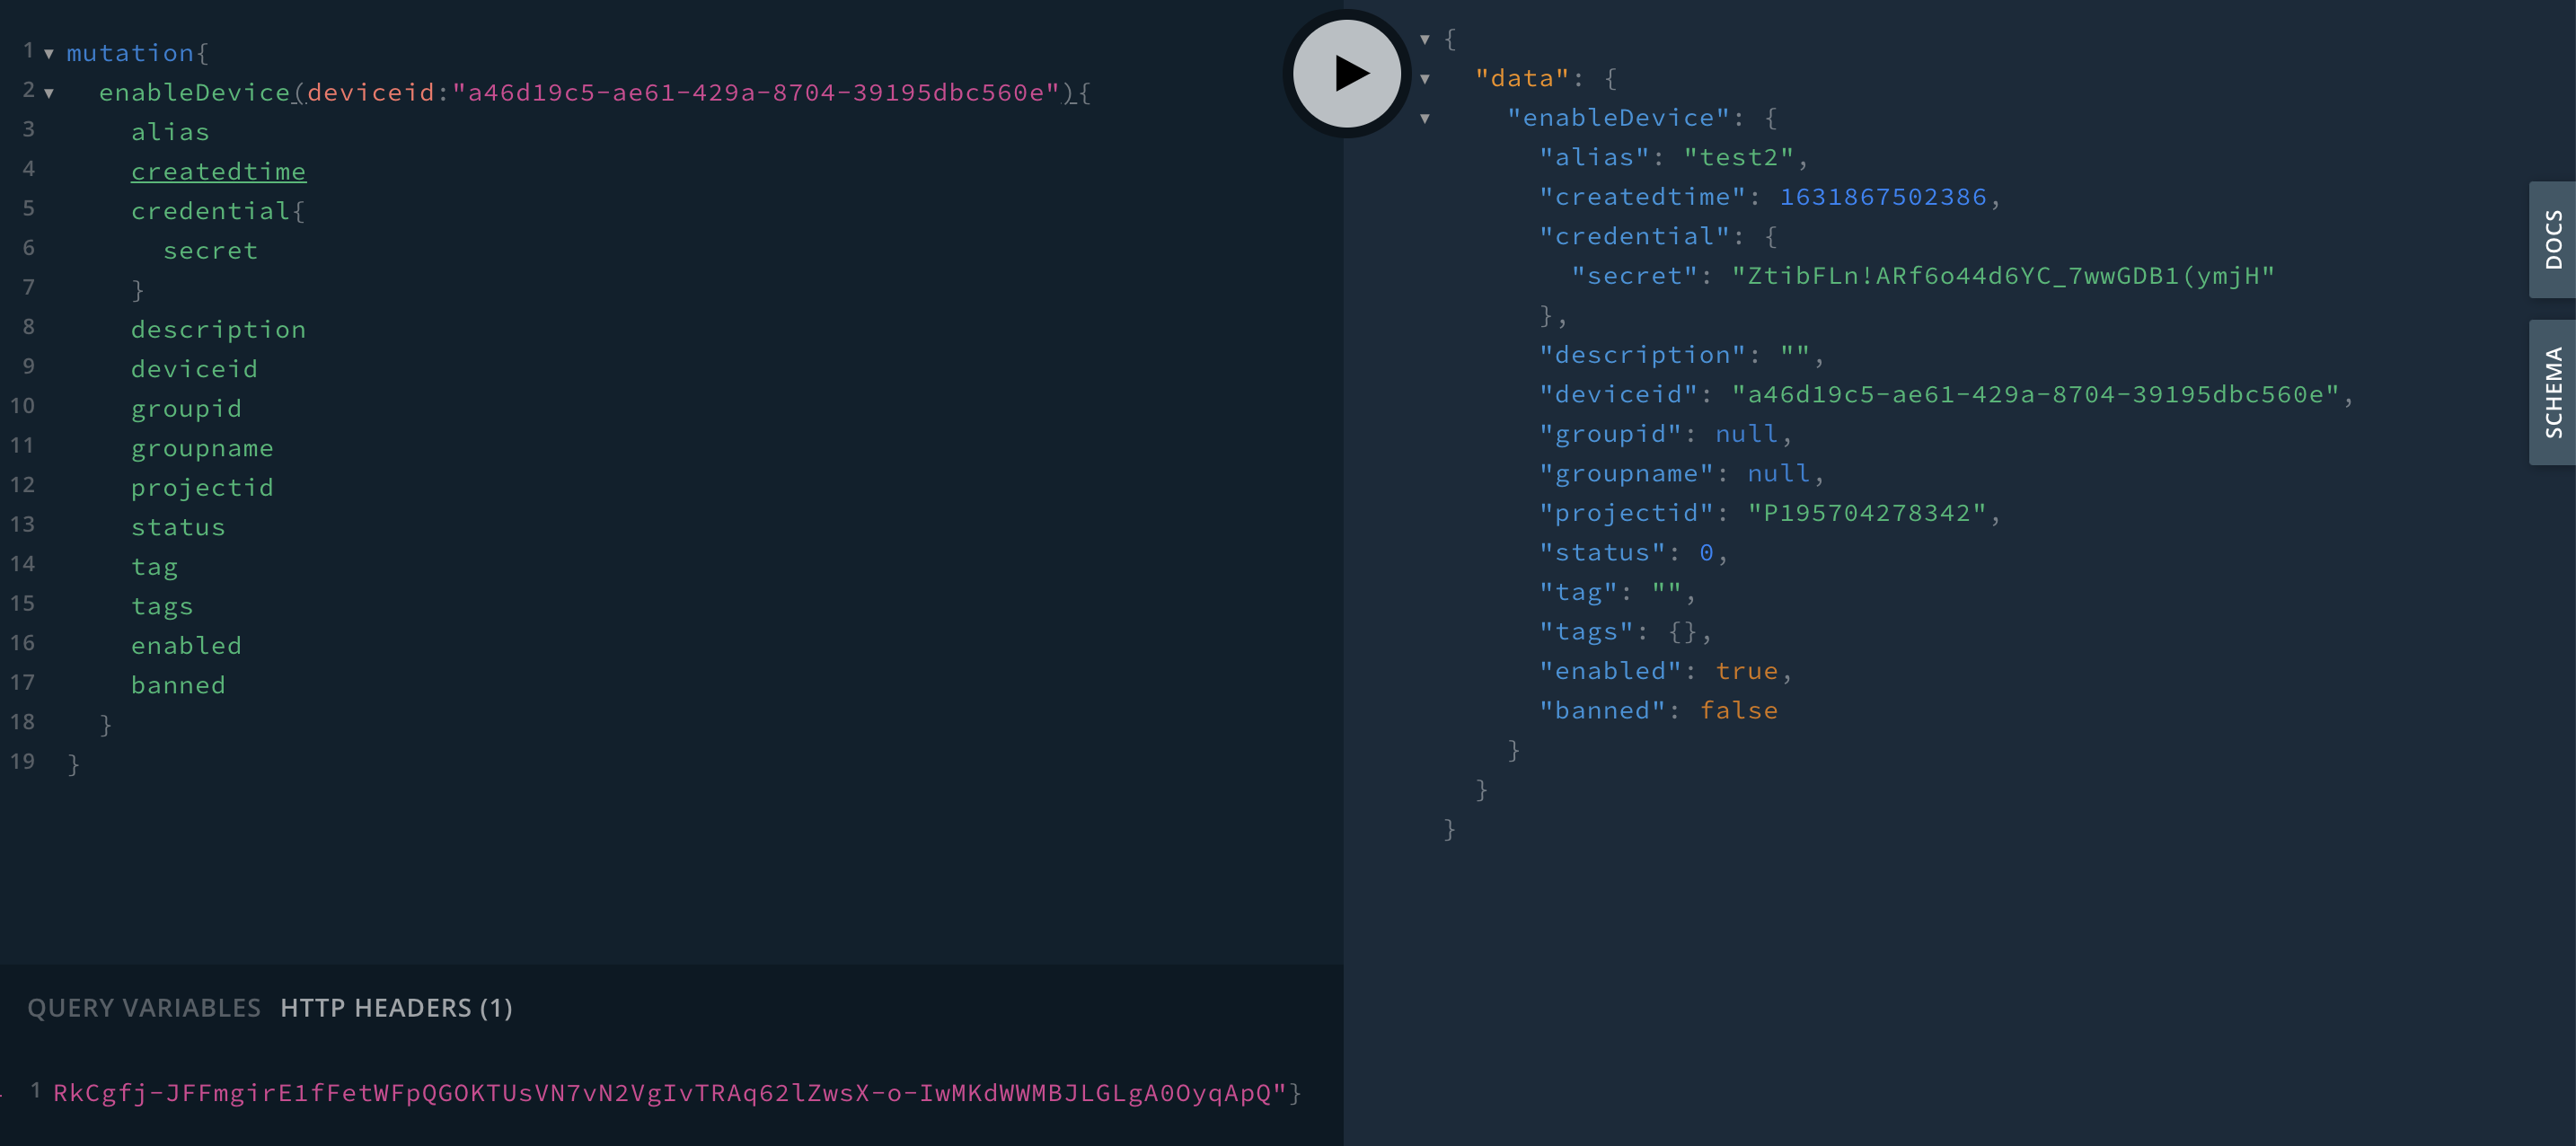 1 mutation{
2 enableDevice(deviceid:"a46d19c5-ae61-429a-8704-39195dbc560e"){
3 alias
4 createdtime
5 credential{
6 secret
7 }
8 description
9 deviceid
10 groupid
11 groupname
12 projectid
13 status
14 tag
15 tags
16 enabled
17 banned
18 }
19 }
QUERY VARIABLES HTTP HEADERS (1)
1 RkCgfj-JFFmgirE1fFetWFpQGOKTUsVN7vN2VgIvTRAq62lZwsX-o-IwMKdWWMBJLGLgA0OyqApQ"}
{
"data": {
"enableDevice": {
"alias": "test2",
"createdtime": 1631867502386,
"credential": {
"secret": "ZtibFLn!ARf6o44d6YC_7wwGDB1(ymjH"
},
"description": "",
"deviceid": "a46d19c5-ae61-429a-8704-39195dbc560e",
"groupid": null,
"groupname": null,
"projectid": "P195704278342",
"status": 0,
"tag": "",
"tags": {},
"enabled": true,
"banned": false
}
}
}
DOCS
SCHEMA